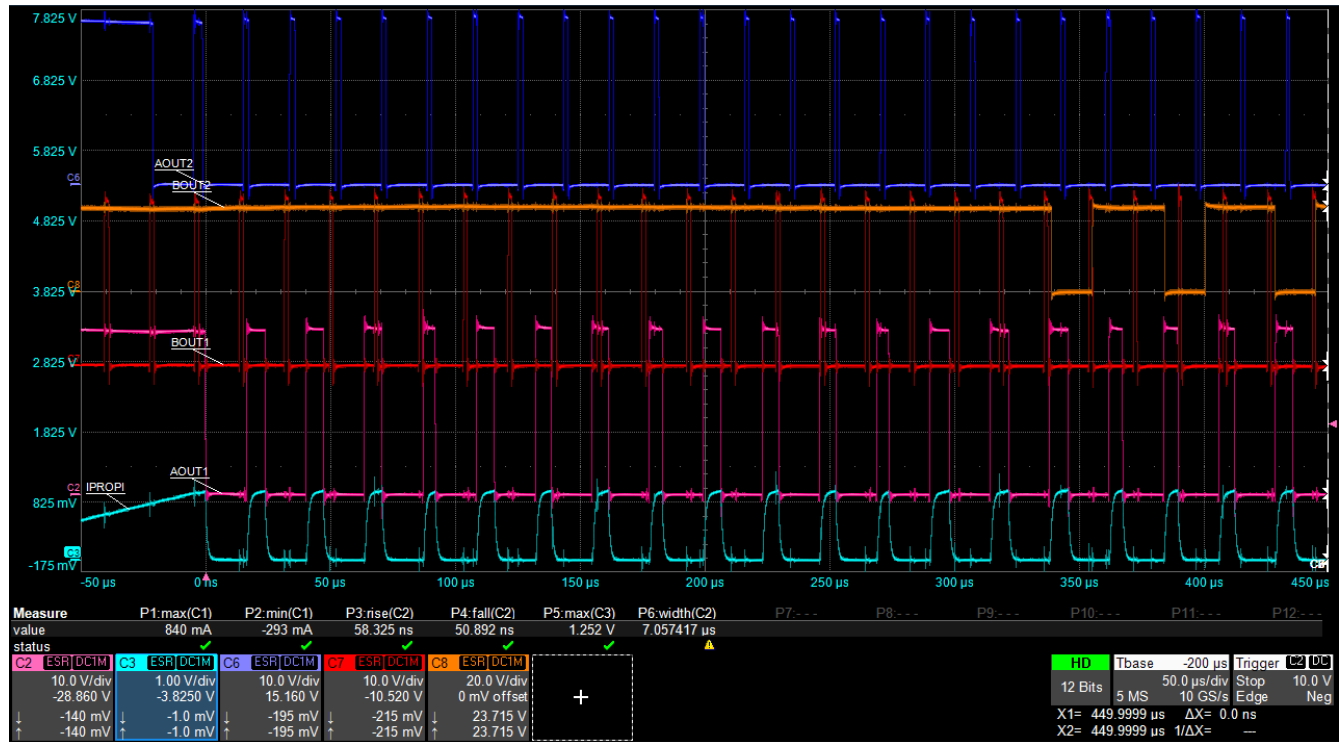 7.825 V
6.825 V
5.825 V
AOUT2
C6
BOUT2
4.825 V
C8
3.825 V
BOUT1
C7
2.825 V
1.825 V
AOUT1
C2
IPROPI
825 mV
C3
-175 mV
-50 µs 0 ns 50 µs 100 µs 150 µs 200 µs 250 µs 300 µs 350 µs 400 µs 450 µs
Measure P1:max(C1) P2:min(C1) P3:rise(C2) P4:fall(C2) P5:max(C3) P6:width(C2) P7:- - - P8:- - - P9:- - - P10:- - - P11:- - - P12:- - -
value 840 mA -293 mA 58.325 ns 50.892 ns 1.252 V 7.057417 µs
status
C2 ESR DC1M C3 ESR DC1M C6 ESR DC1M C7 ESR DC1M C8 ESR DC1M HD Tbase -200 µs Trigger C2 DC
10.0 V/div 1.00 V/div 10.0 V/div 10.0 V/div 20.0 V/div 12 Bits 50.0 µs/div Stop 10.0 V
-28.860 V -3.8250 V 15.160 V -10.520 V 0 mV offset + 5 MS 10 GS/s Edge Neg
↓ -140 mV ↓ -1.0 mV ↓ -195 mV ↓ -215 mV ↓ 23.715 V X1= 449.9999 µs ΔX= 0.0 ns
↑ -140 mV ↑ -1.0 mV ↑ -195 mV ↑ -215 mV ↑ 23.715 V X2= 449.9999 µs 1/ΔX= ---